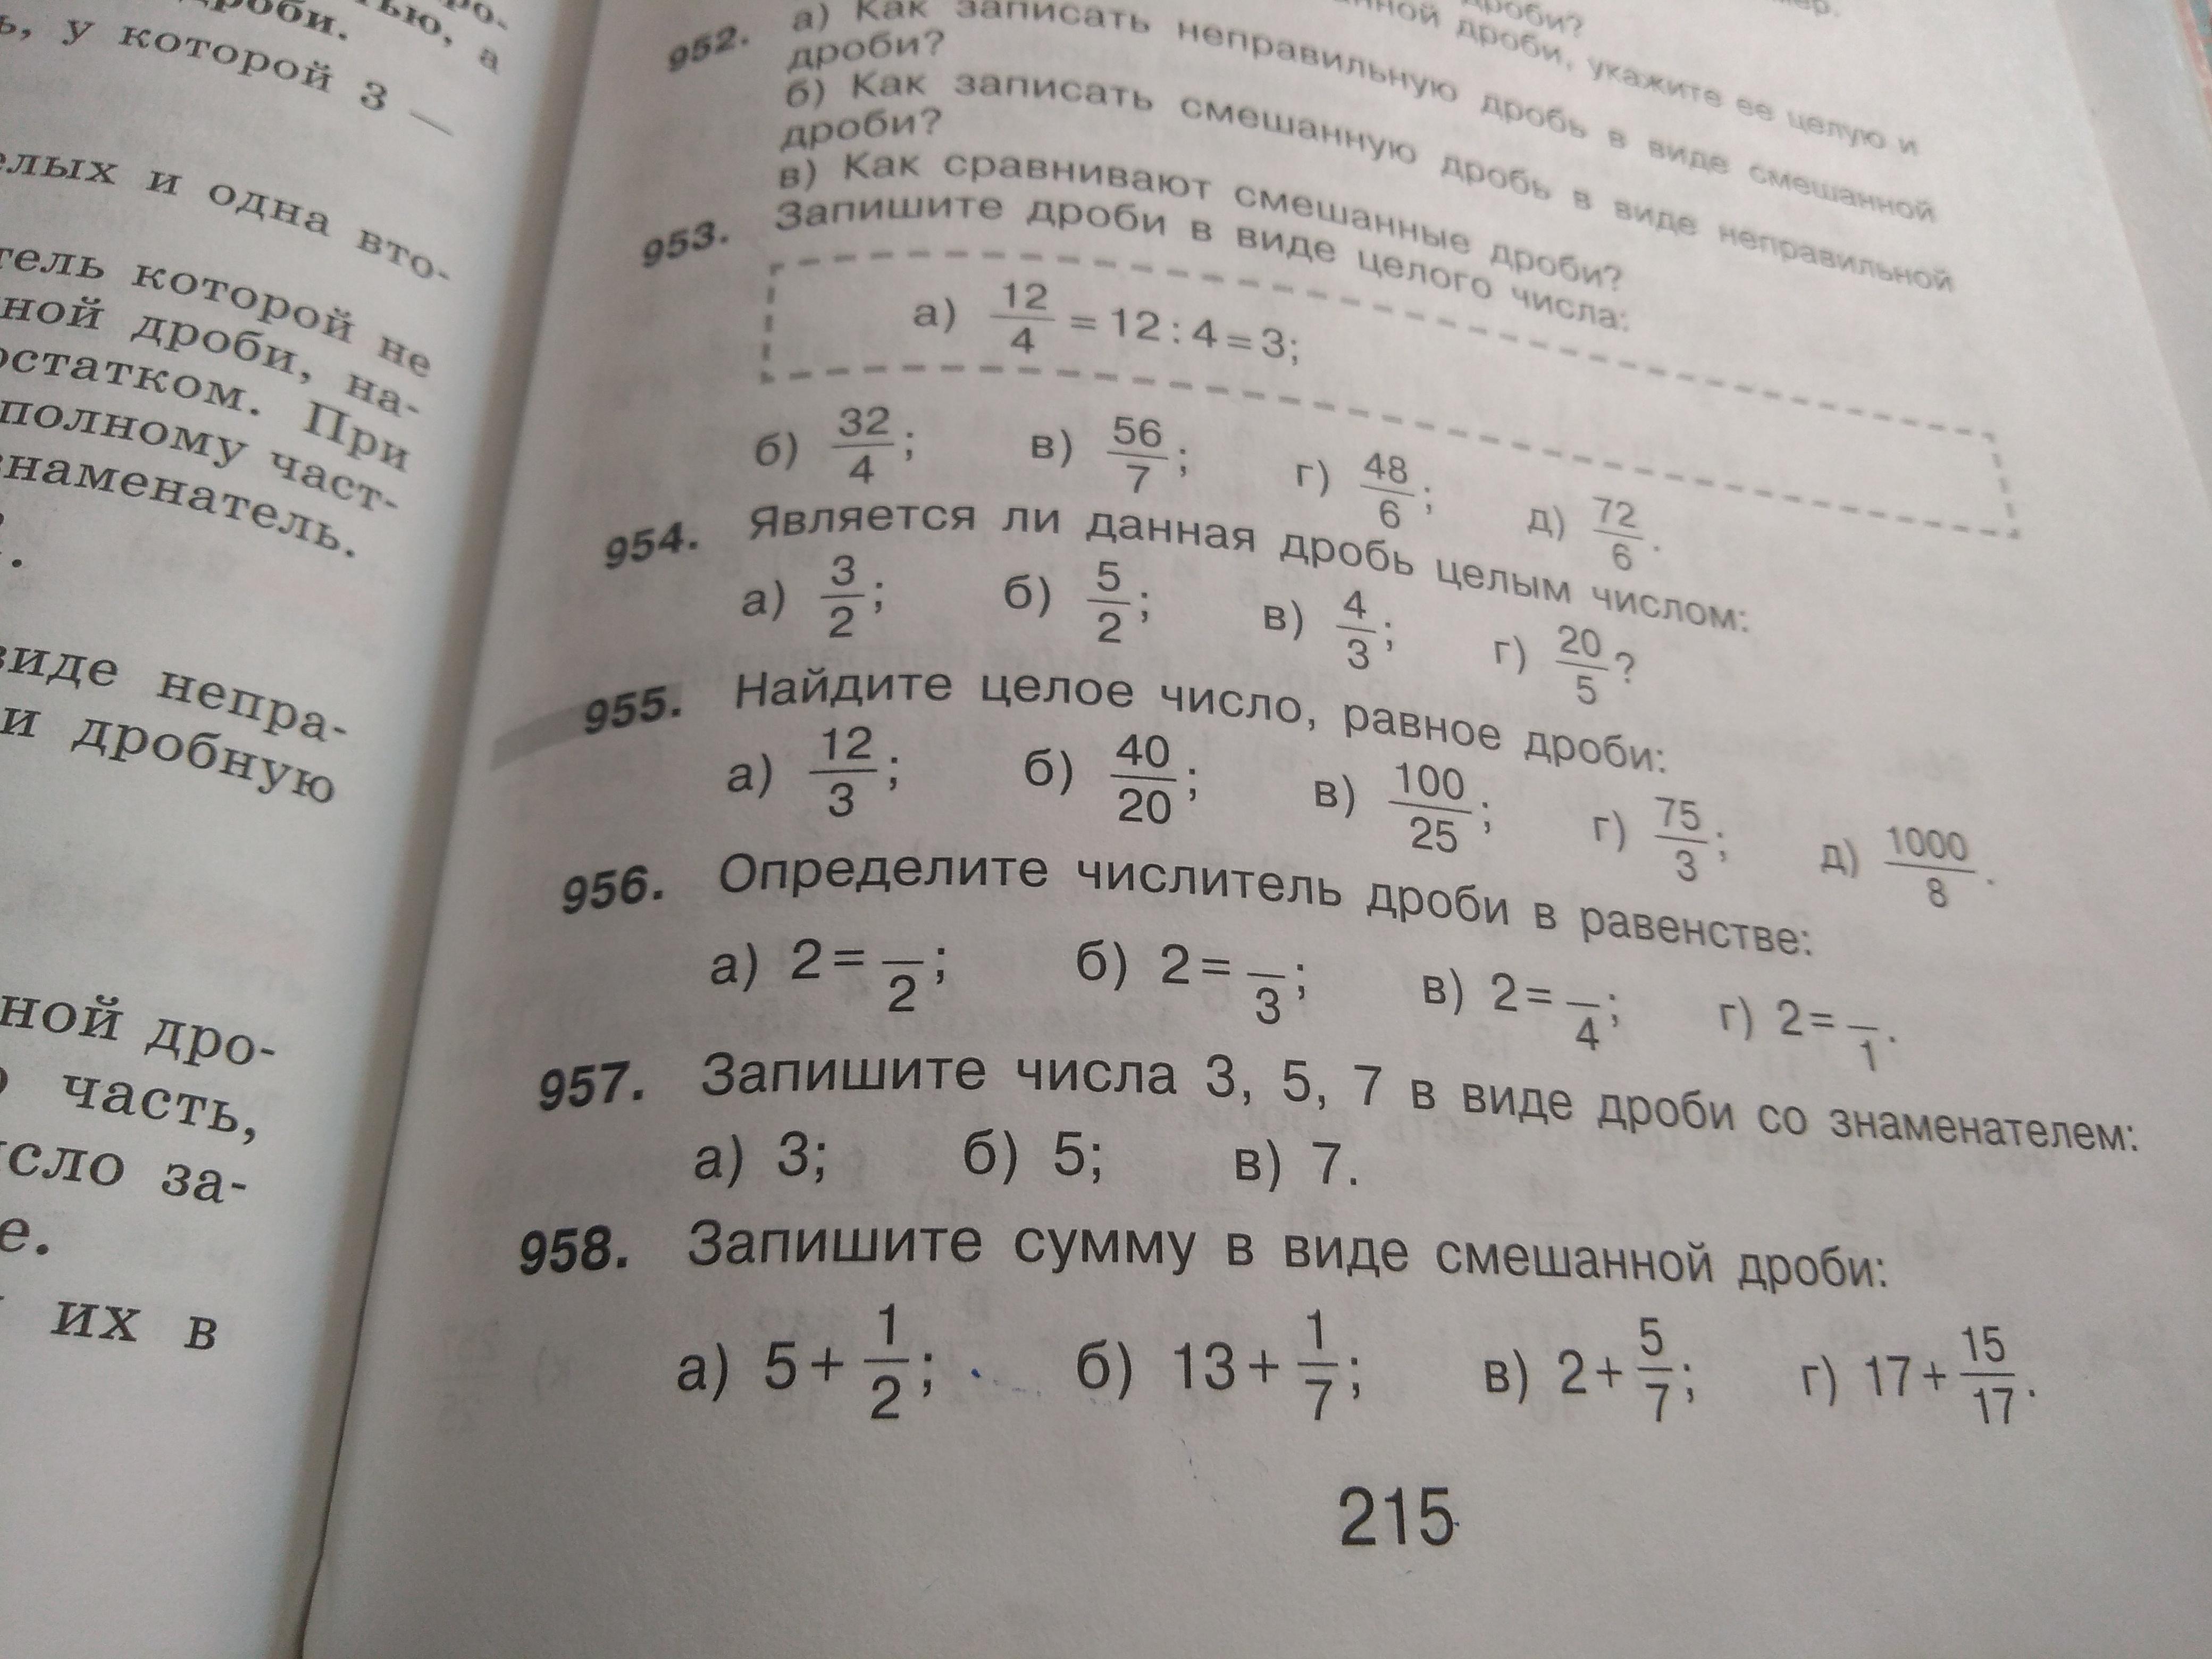 дроби.
у которой 3 —
и одна вто-
которой не
ной дроби, на-
остатком. При
полному част-
знаменатель.
виде непра-
и дробную
ной дро-
часть,
за-
е.
их в
дроби?
ной дроби, укажите ее целую и
952. а) Как записать неправильную дробь в виде смешанной
дроби?
б) Как записать смешанную дробь в виде неправильной
дроби?
в) Как сравнивают смешанные дроби?
953. Запишите дроби в виде целого числа:
а) 12/4 = 12 : 4 = 3;
б) 32/4; в) 56/7; г) 48/6; д) 72/6.
954. Является ли данная дробь целым числом:
а) 3/2; б) 5/2; в) 4/3; г) 20/5?
955. Найдите целое число, равное дроби:
а) 12/3; б) 40/20; в) 100/25; г) 75/3; д) 1000/8.
956. Определите числитель дроби в равенстве:
а) 2 = —/2; б) 2 = —/3; в) 2 = —/4; г) 2 = —/1.
957. Запишите числа 3, 5, 7 в виде дроби со знаменателем:
а) 3; б) 5; в) 7.
958. Запишите сумму в виде смешанной дроби:
а) 5 + 1/2; б) 13 + 1/7; в) 2 + 5/7; г) 17 + 15/17.
215